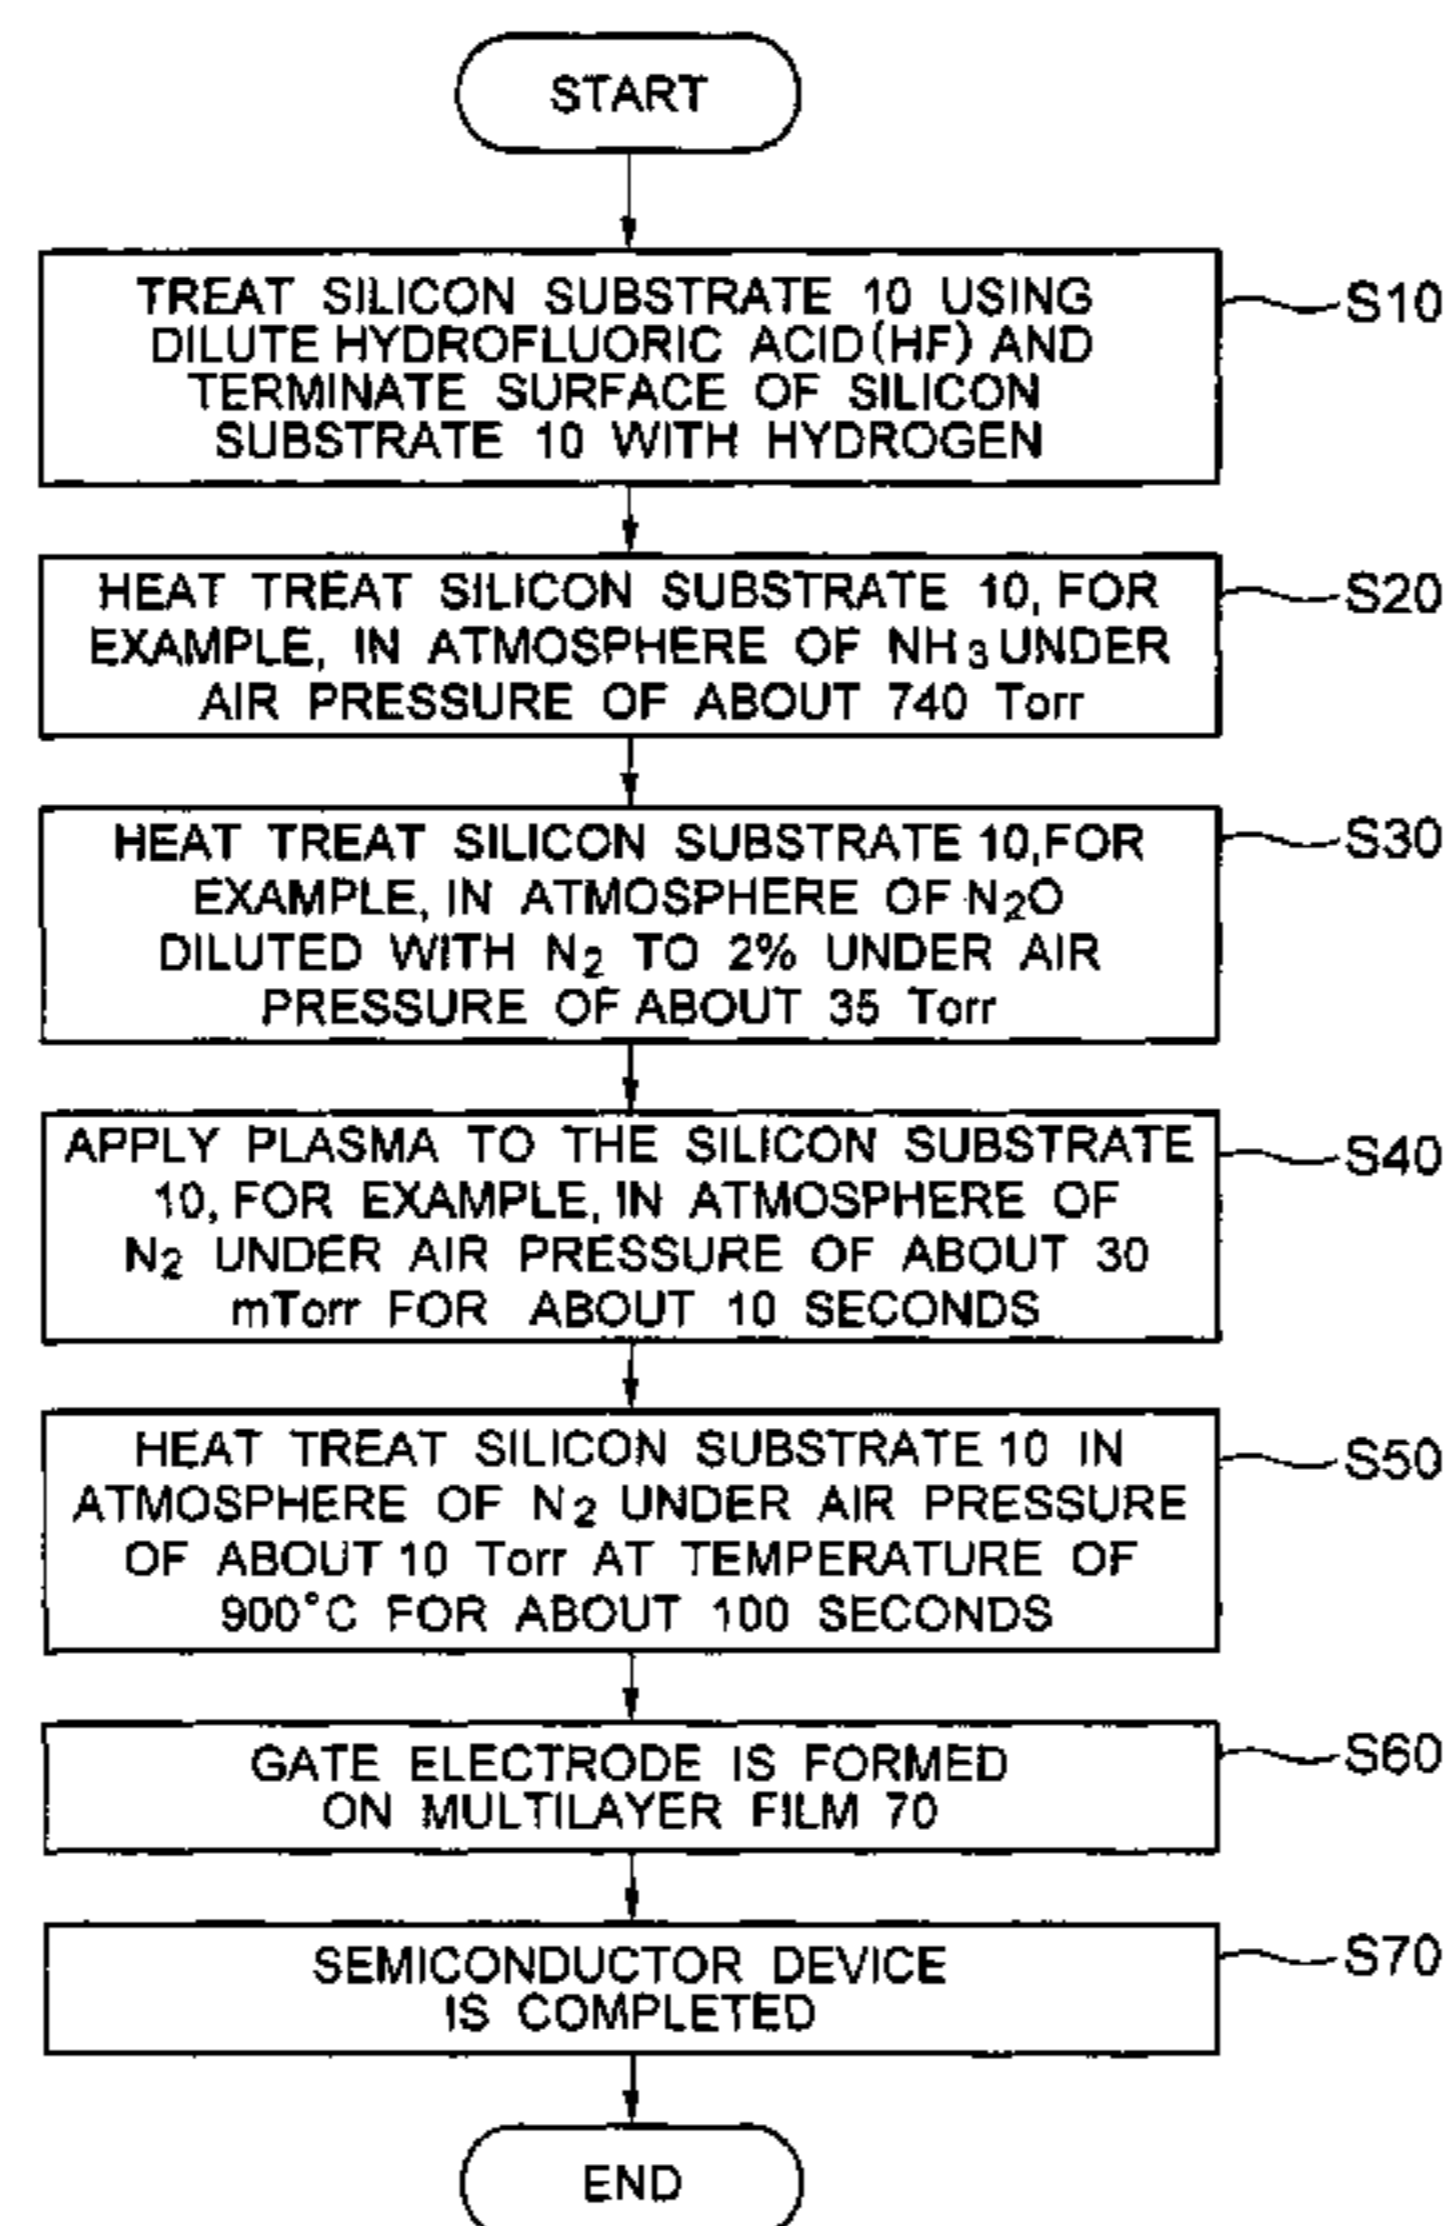 START
TREAT SILICON SUBSTRATE 10 USING
DILUTE HYDROFLUORIC ACID(HF) AND
TERMINATE SURFACE OF SILICON
SUBSTRATE 10 WITH HYDROGEN
S10
HEAT TREAT SILICON SUBSTRATE 10, FOR
EXAMPLE, IN ATMOSPHERE OF NH₃ UNDER
AIR PRESSURE OF ABOUT 740 Torr
S20
HEAT TREAT SILICON SUBSTRATE 10, FOR
EXAMPLE, IN ATMOSPHERE OF N₂O
DILUTED WITH N₂ TO 2% UNDER AIR
PRESSURE OF ABOUT 35 Torr
S30
APPLY PLASMA TO THE SILICON SUBSTRATE
10, FOR EXAMPLE, IN ATMOSPHERE OF
N₂ UNDER AIR PRESSURE OF ABOUT 30
mTorr FOR ABOUT 10 SECONDS
S40
HEAT TREAT SILICON SUBSTRATE 10 IN
ATMOSPHERE OF N₂ UNDER AIR PRESSURE
OF ABOUT 10 Torr AT TEMPERATURE OF
900°C FOR ABOUT 100 SECONDS
S50
GATE ELECTRODE IS FORMED
ON MULTILAYER FILM 70
S60
SEMICONDUCTOR DEVICE
IS COMPLETED
S70
END